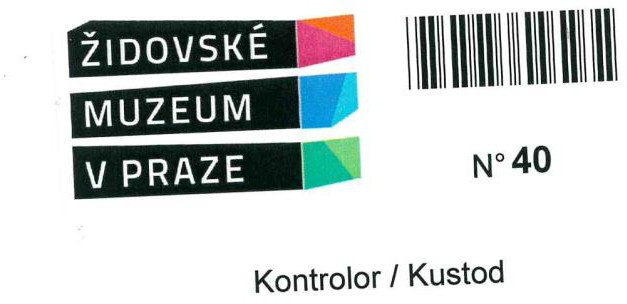 ŽIDOVSKÉ
MUZEUM
V PRAZE
N° 40
Kontrolor / Kustod